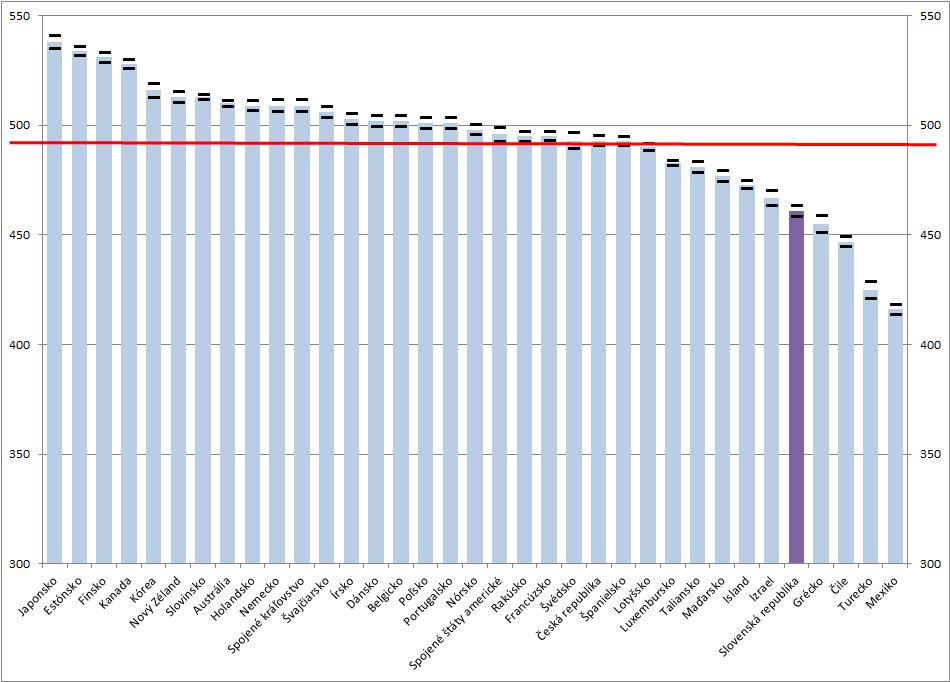 550 550
500 500
450 450
400 400
350 350
300 300
Japonsko
Estónsko
Fínsko
Kanada
Kórea
Nový Zéland
Slovinsko
Austrália
Holandsko
Nemecko
Spojené kráľovstvo
Švajčiarsko
Írsko
Dánsko
Belgicko
Poľsko
Portugalsko
Nórsko
Spojené štáty americké
Rakúsko
Francúzsko
Švédsko
Česká republika
Španielsko
Lotyšsko
Luxembursko
Taliansko
Maďarsko
Island
Izrael
Slovenská republika
Grécko
Čile
Turecko
Mexiko